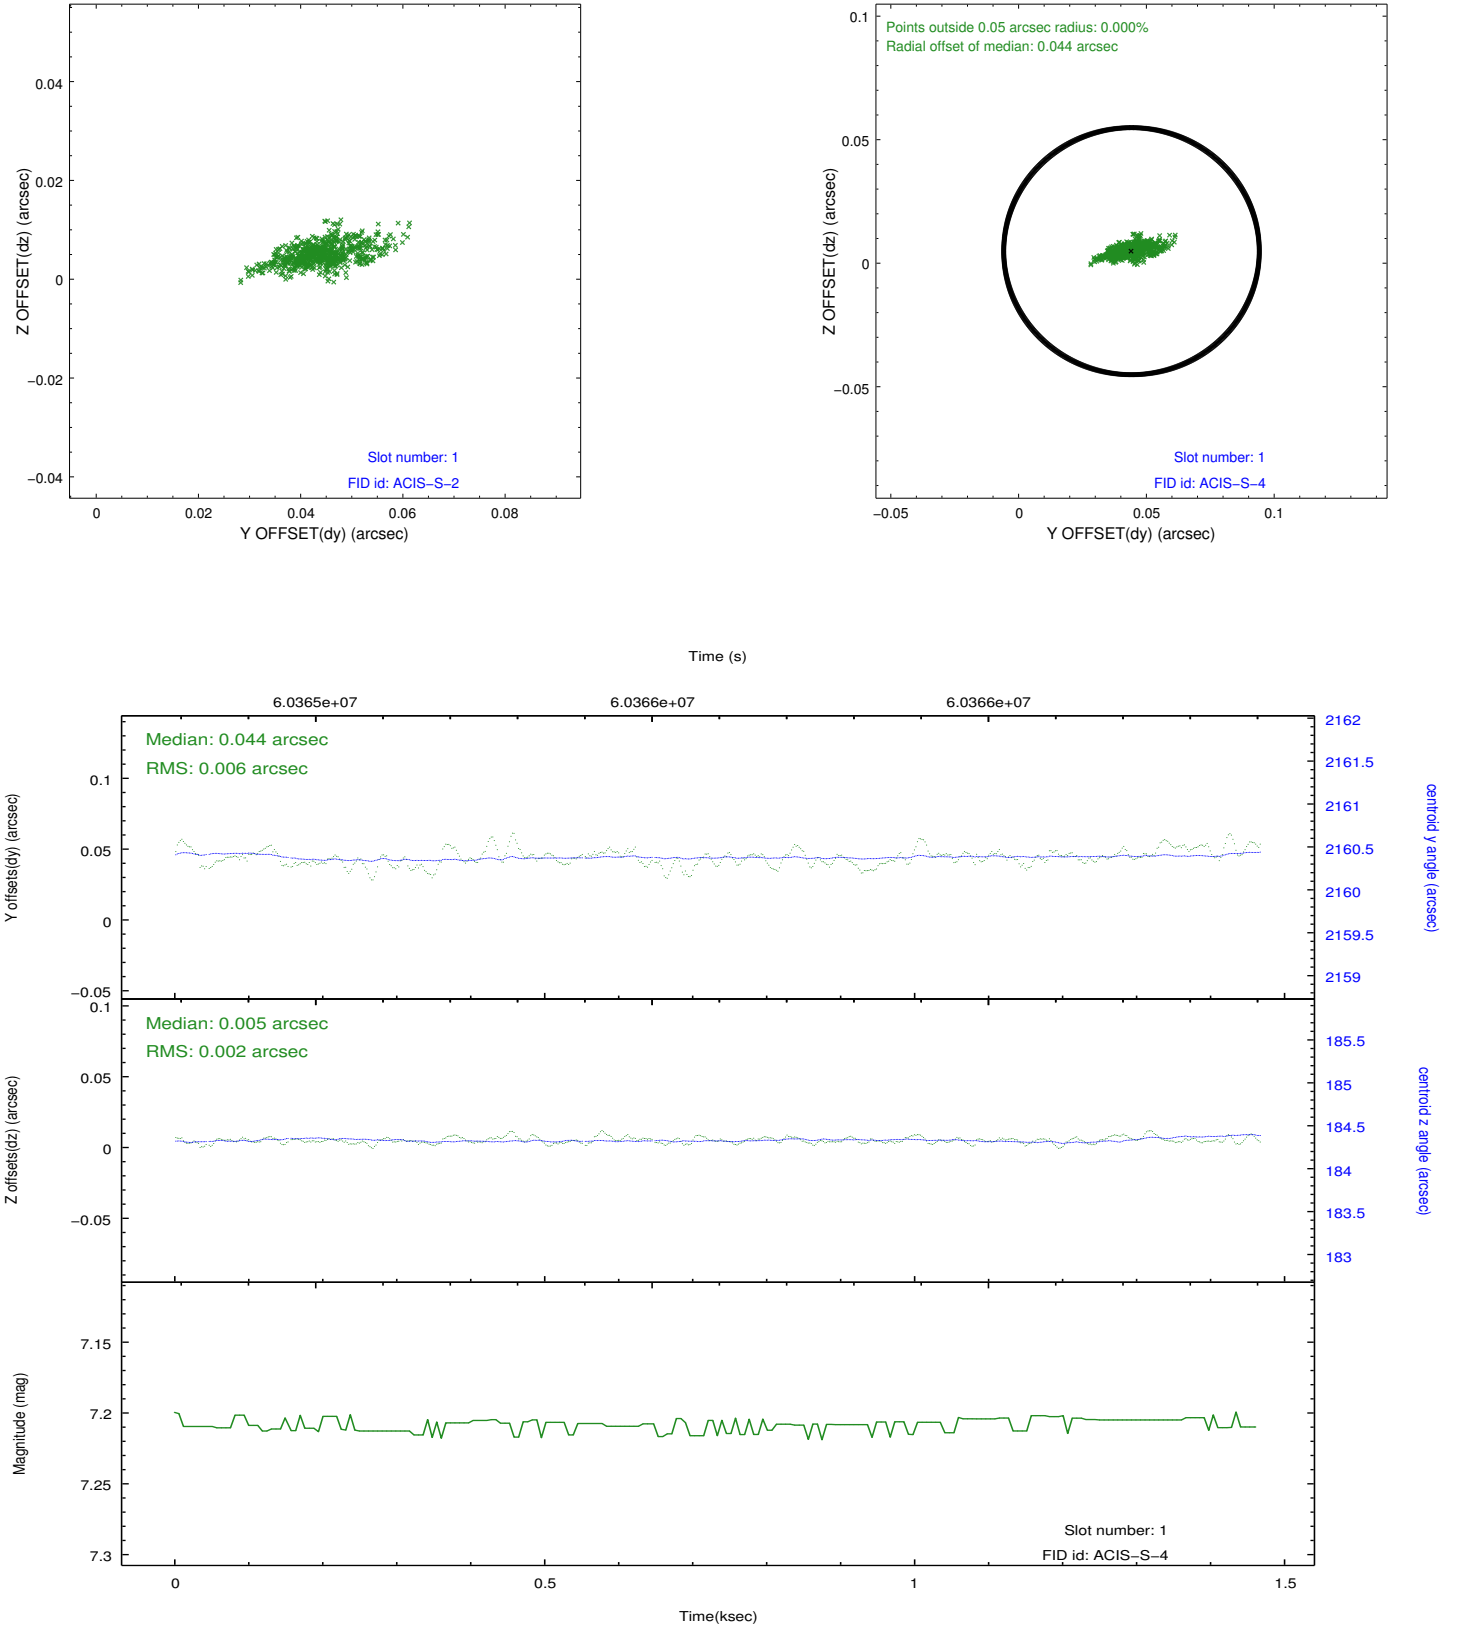 0.04
0.02
0
−0.02
−0.04
Z OFFSET(dz) (arcsec)
Slot number: 1
FID id: ACIS−S−2
0 0.02 0.04 0.06 0.08
Y OFFSET(dy) (arcsec)
Points outside 0.05 arcsec radius: 0.000%
Radial offset of median: 0.044 arcsec
0.1
0.05
0
−0.05
Z OFFSET(dz) (arcsec)
Slot number: 1
FID id: ACIS−S−4
−0.05 0 0.05 0.1
Y OFFSET(dy) (arcsec)
Time (s)
6.0365e+07 6.0366e+07 6.0366e+07
Median: 0.044 arcsec
RMS: 0.006 arcsec
0.1
0.05
0
−0.05
Y offsets(dy) (arcsec)
2162
2161.5
2161
2160.5
2160
2159.5
2159
centroid y angle (arcsec)
Median: 0.005 arcsec
RMS: 0.002 arcsec
0.1
0.05
0
−0.05
Z offsets(dz) (arcsec)
185.5
185
184.5
184
183.5
183
centroid z angle (arcsec)
7.15
7.2
7.25
7.3
Magnitude (mag)
Slot number: 1
FID id: ACIS−S−4
0 0.5 1 1.5
Time(ksec)